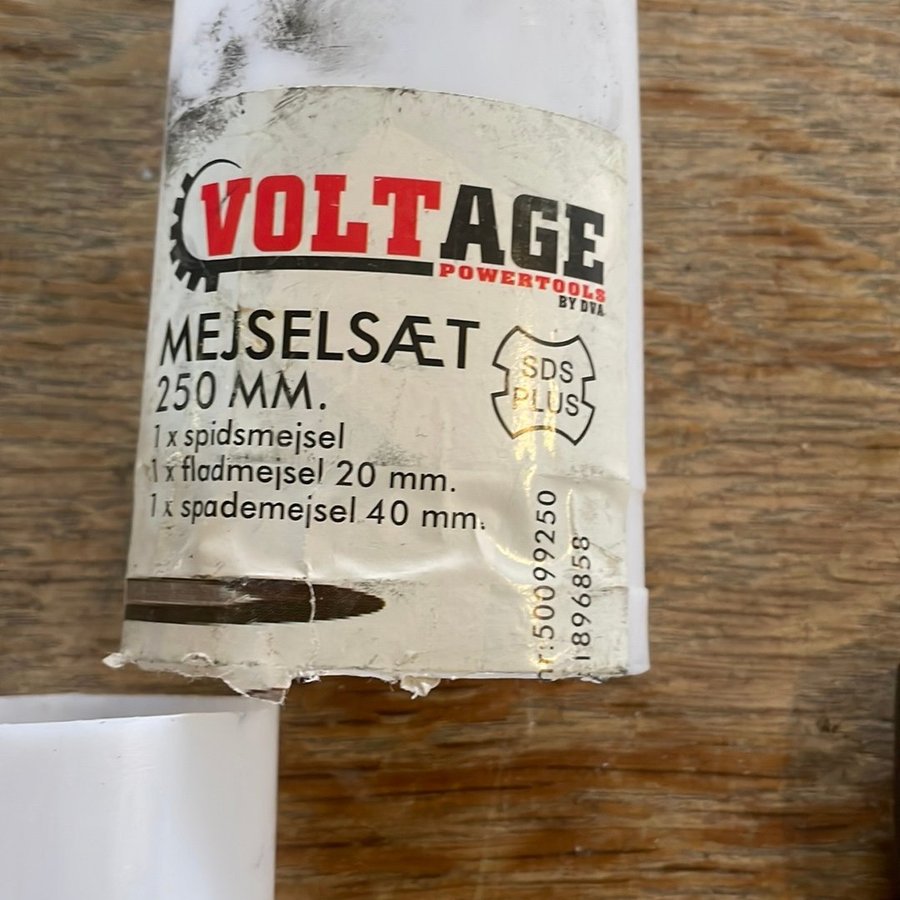 VOLTAGE
POWERTOOLS
BY DVA
MEJSELSÆT
250 MM.
SDS
PLUS
1 x spidsmejsel
1 x fladmejsel 20 mm.
1 x spademejsel 40 mm.
nr:50099250
1896858